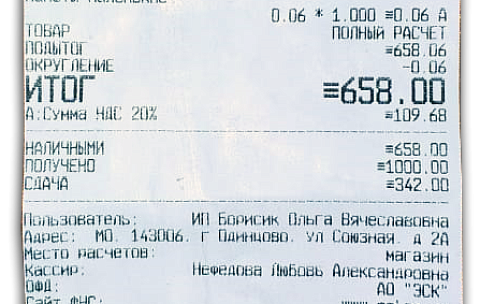 0.06 * 1.000 ≡0.06 А
ТОВАР ПОЛНЫЙ РАСЧЕТ
ПОДЫТОГ ≡658.06
ОКРУГЛЕНИЕ -0.06
ИТОГ ≡658.00
А:Сумма НДС 20% ≡109.68
НАЛИЧНЫМИ ≡658.00
ПОЛУЧЕНО ≡1000.00
СДАЧА ≡342.00
Пользователь: ИП Борисик Ольга Вячеславовна
Адрес: МО. 143006. г Одинцово. ул Союзная. д 2А
Место расчетов: магазин
Кассир: Нефедова Любовь Александровна
ОФД: АО "ЭСК"
Сайт ФНС: